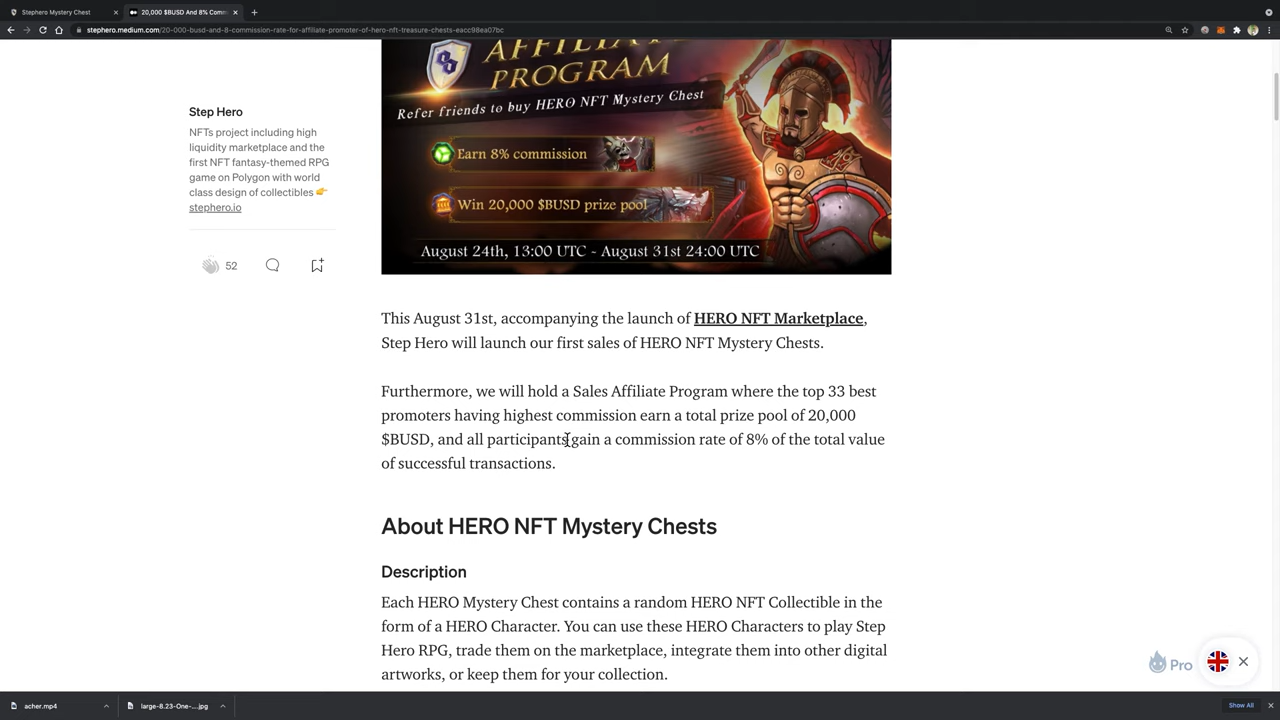 Stephero Mystery Chest
20,000 $BUSD And 8% Comm
stephero.medium.com/20-000-busd-and-8-commission-rate-for-affiliate-promoter-of-hero-nft-treasure-chests-eacc98ea07bc
AFFILIATE
PROGRAM
Refer friends to buy HERO NFT Mystery Chest
Earn 8% commission
Win 20,000 $BUSD prize pool
August 24th, 13:00 UTC - August 31st 24:00 UTC
Step Hero
NFTs project including high
liquidity marketplace and the
first NFT fantasy-themed RPG
game on Polygon with world
class design of collectibles 👉
stephero.io
52
This August 31st, accompanying the launch of HERO NFT Marketplace,
Step Hero will launch our first sales of HERO NFT Mystery Chests.
Furthermore, we will hold a Sales Affiliate Program where the top 33 best
promoters having highest commission earn a total prize pool of 20,000
$BUSD, and all participants gain a commission rate of 8% of the total value
of successful transactions.
About HERO NFT Mystery Chests
Description
Each HERO Mystery Chest contains a random HERO NFT Collectible in the
form of a HERO Character. You can use these HERO Characters to play Step
Hero RPG, trade them on the marketplace, integrate them into other digital
artworks, or keep them for your collection.
Pro
acher.mp4
large-8.23-One-....jpg
Show All